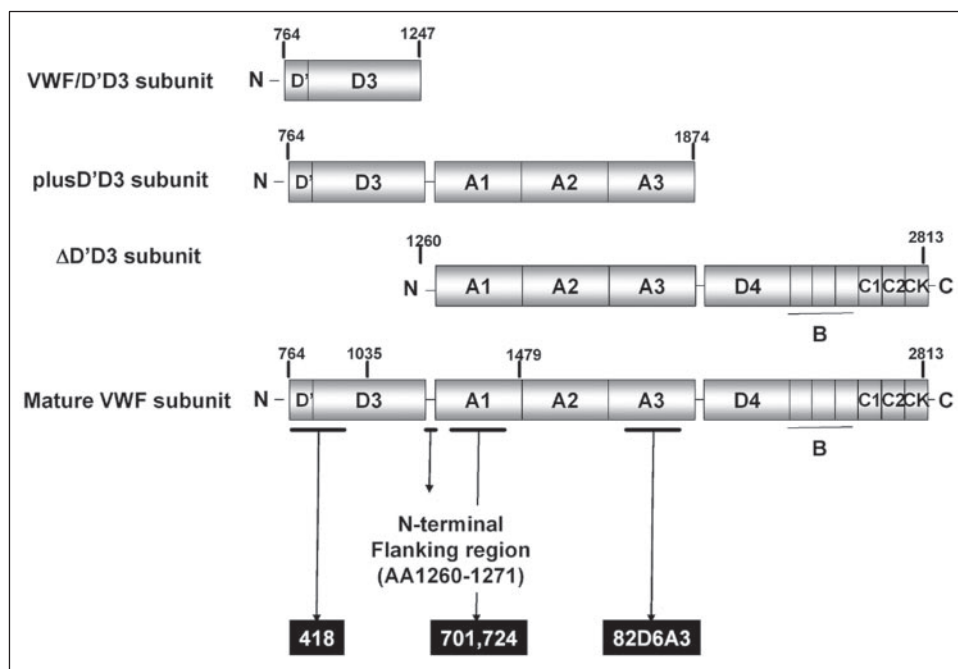 764 1247
VWF/D'D3 subunit N D' D3
764 1874
plusD'D3 subunit N D' D3 A1 A2 A3
1260 2813
ΔD'D3 subunit
N A1 A2 A3 D4 C1 C2 CK C
B
764 1035 1479 2813
Mature VWF subunit N D' D3 A1 A2 A3 D4 C1 C2 CK C
B
N-terminal
Flanking region
(AA1260-1271)
418 701,724 82D6A3